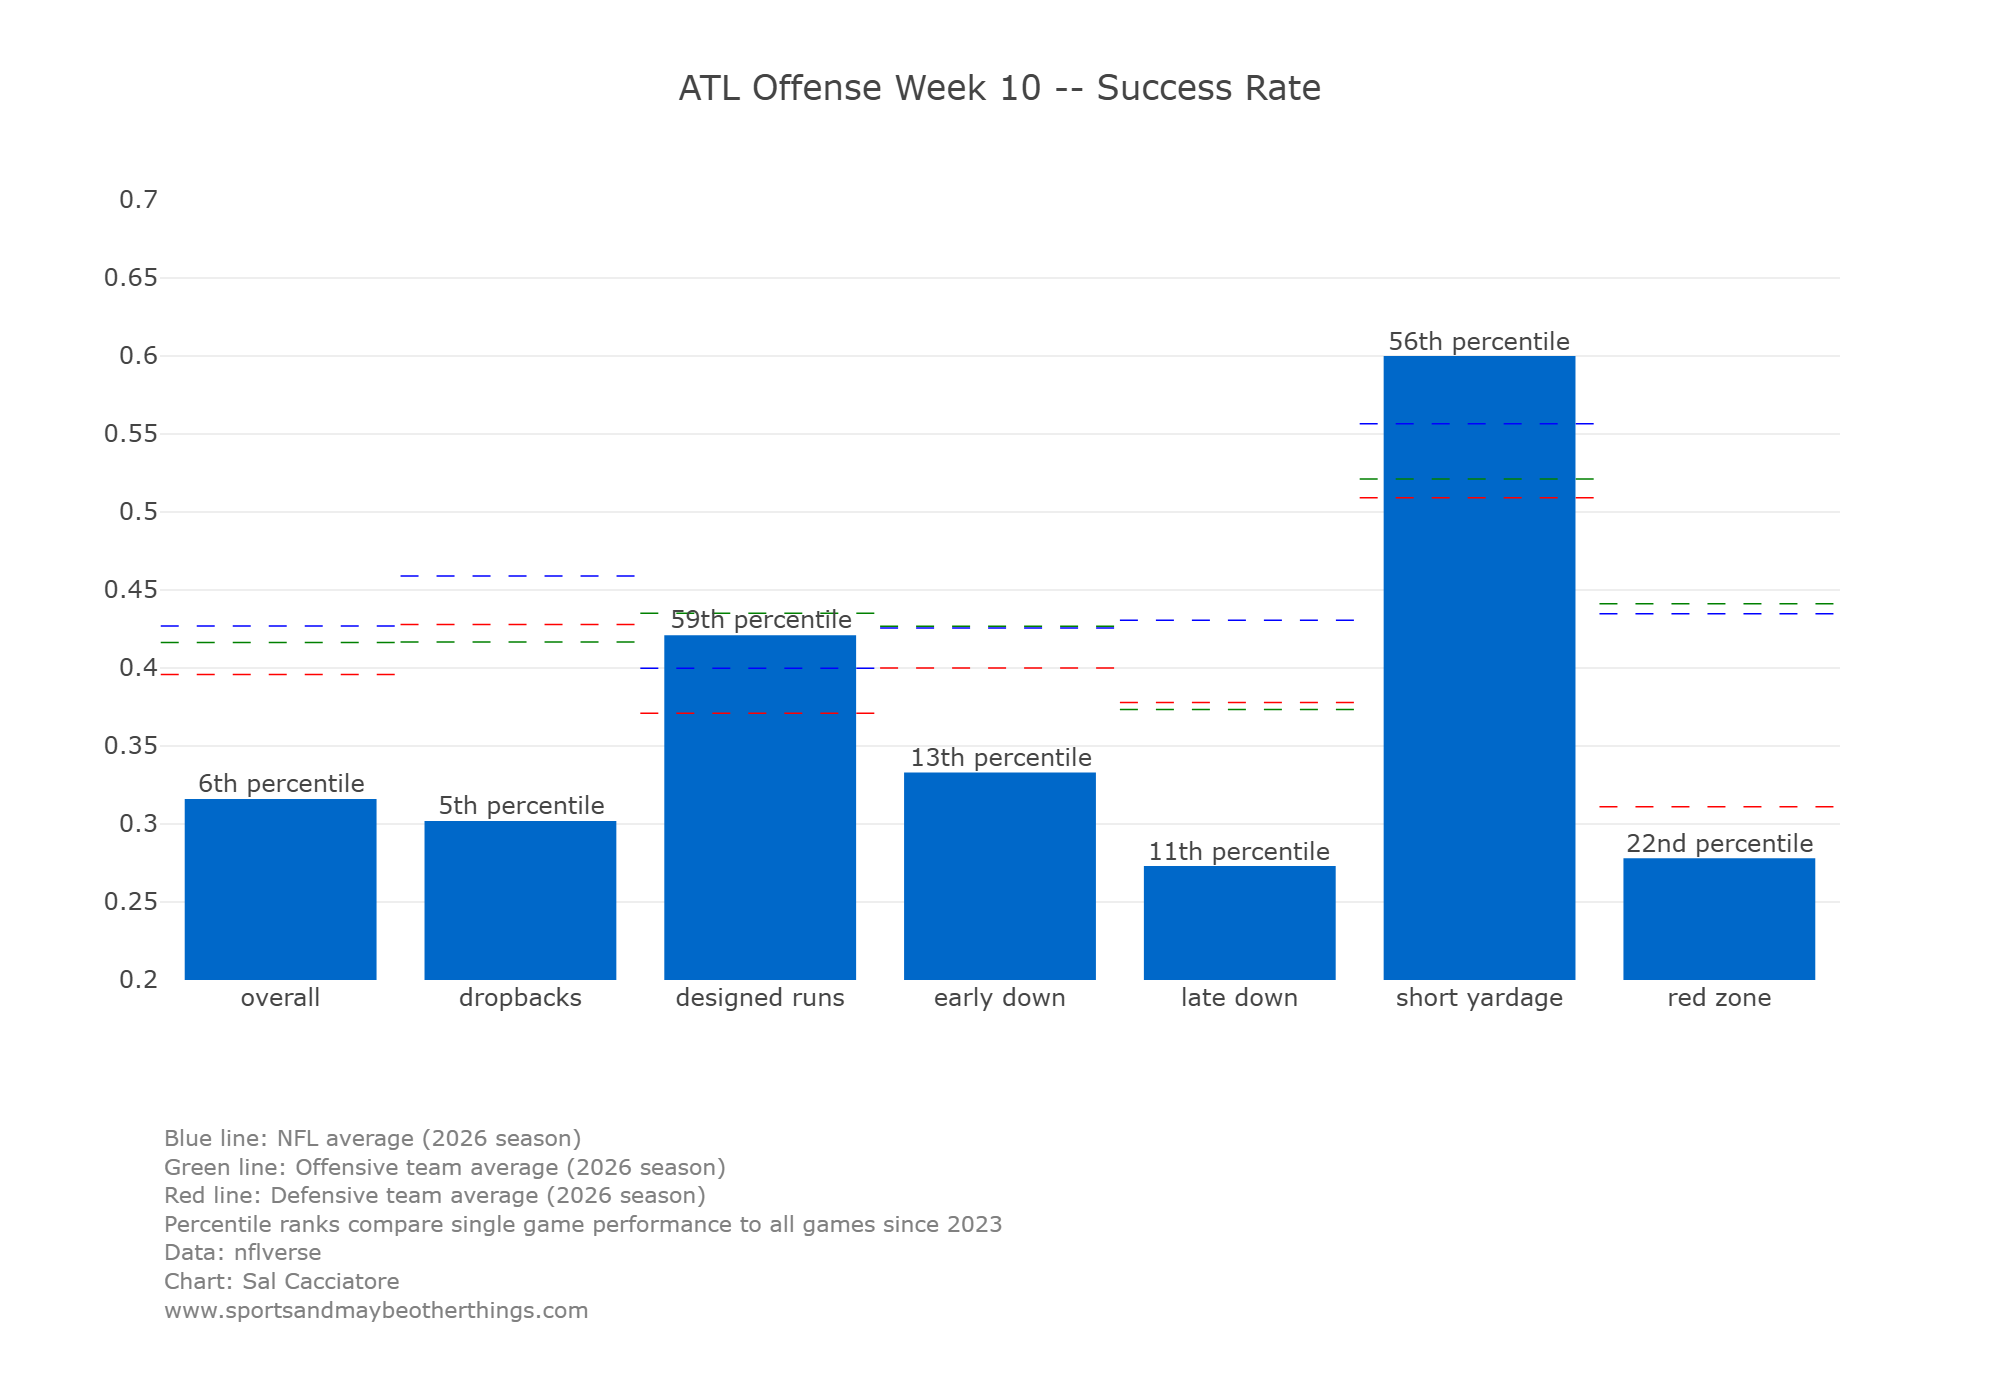 ATL Offense Week 10 -- Success Rate
0.7
0.65
0.6
0.55
0.5
0.45
0.4
0.35
0.3
0.25
0.2
6th percentile
5th percentile
59th percentile
13th percentile
11th percentile
56th percentile
22nd percentile
overall
dropbacks
designed runs
early down
late down
short yardage
red zone
Blue line: NFL average (2026 season)
Green line: Offensive team average (2026 season)
Red line: Defensive team average (2026 season)
Percentile ranks compare single game performance to all games since 2023
Data: nflverse
Chart: Sal Cacciatore
www.sportsandmaybeotherthings.com